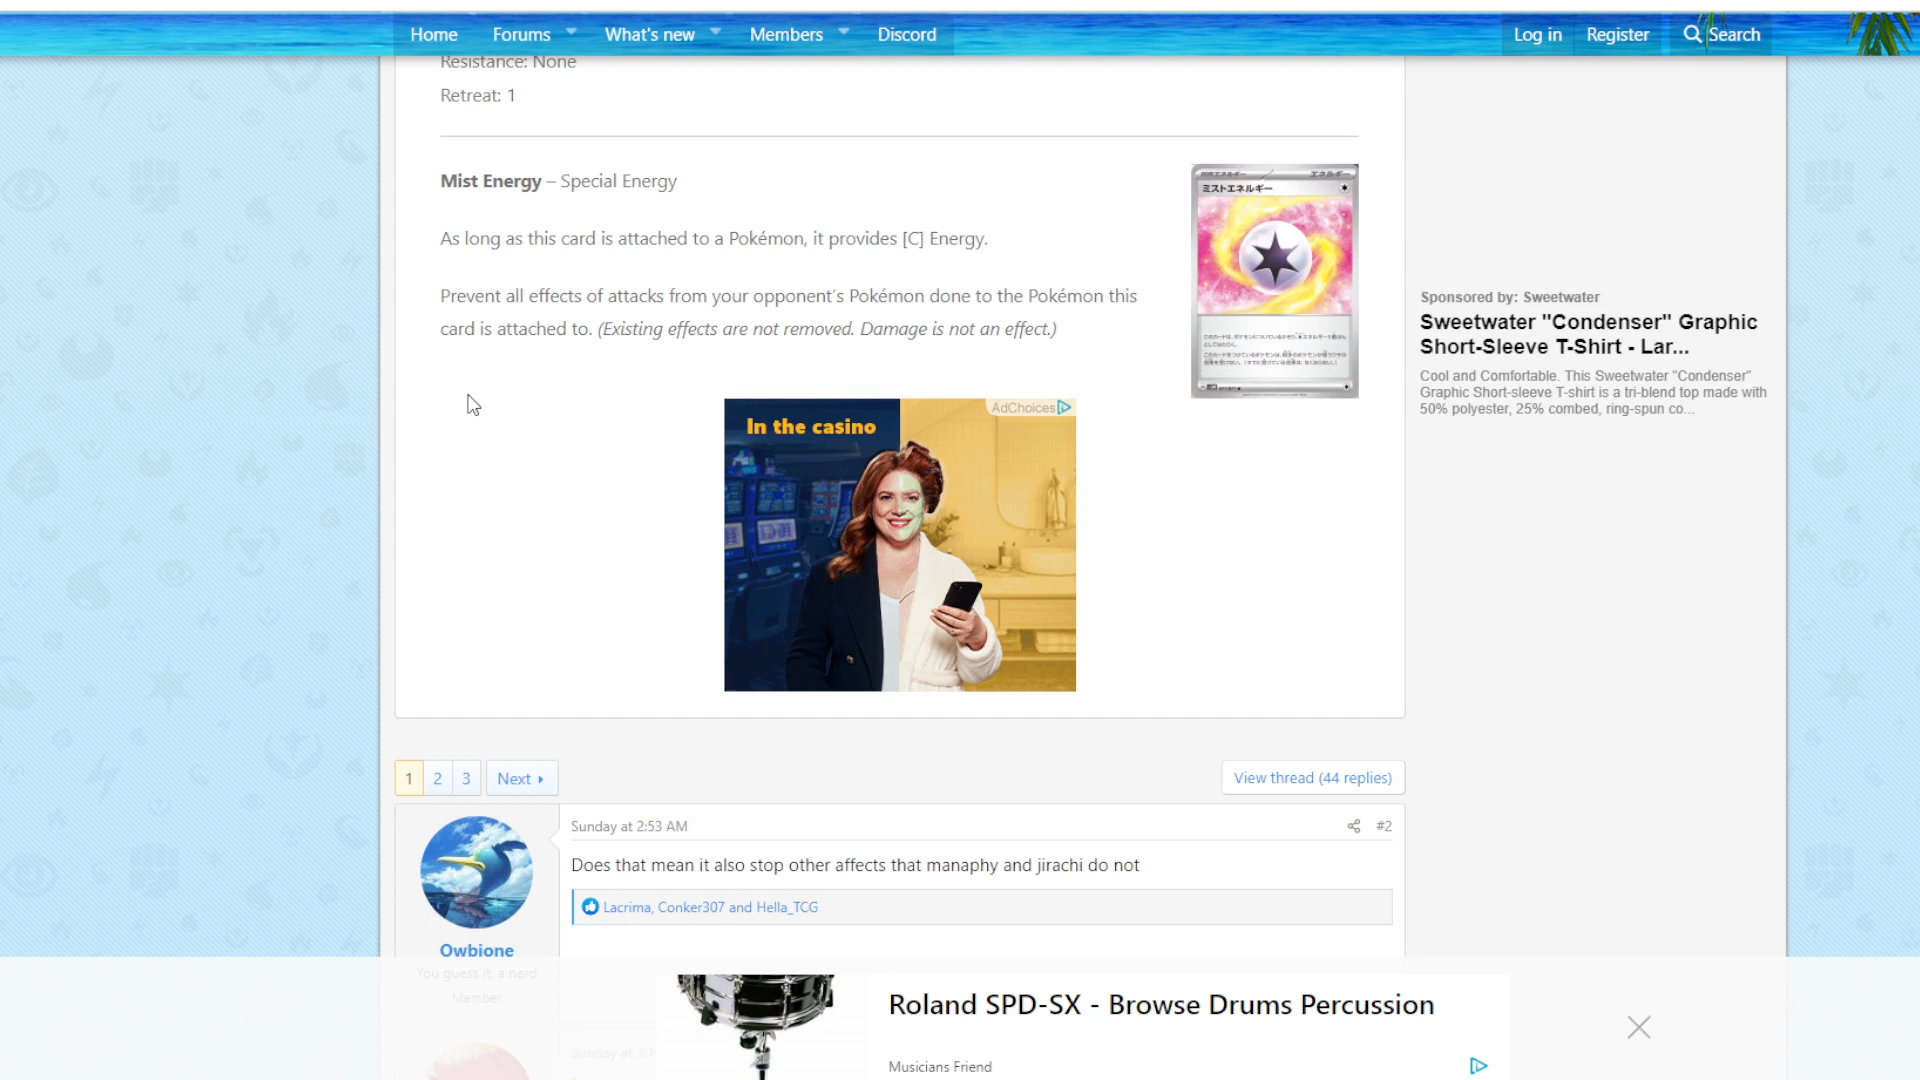 Home Forums What's new Members Discord Log in Register Search
Resistance: None
Retreat: 1
Mist Energy – Special Energy
As long as this card is attached to a Pokémon, it provides [C] Energy.
Prevent all effects of attacks from your opponent's Pokémon done to the Pokémon this
card is attached to. (Existing effects are not removed. Damage is not an effect.)
エネルギー
ミストエネルギー
Sponsored by: Sweetwater
Sweetwater "Condenser" Graphic
Short-Sleeve T-Shirt - Lar...
Cool and Comfortable. This Sweetwater "Condenser"
Graphic Short-sleeve T-shirt is a tri-blend top made with
50% polyester, 25% combed, ring-spun co...
AdChoices
In the casino
1 2 3 Next
View thread (44 replies)
Sunday at 2:53 AM
#2
Does that mean it also stop other affects that manaphy and jirachi do not
Lacrima, Conker307 and Hella_TCG
Owbione
You guess it, a nerd
Member
Roland SPD-SX - Browse Drums Percussion
Musicians Friend